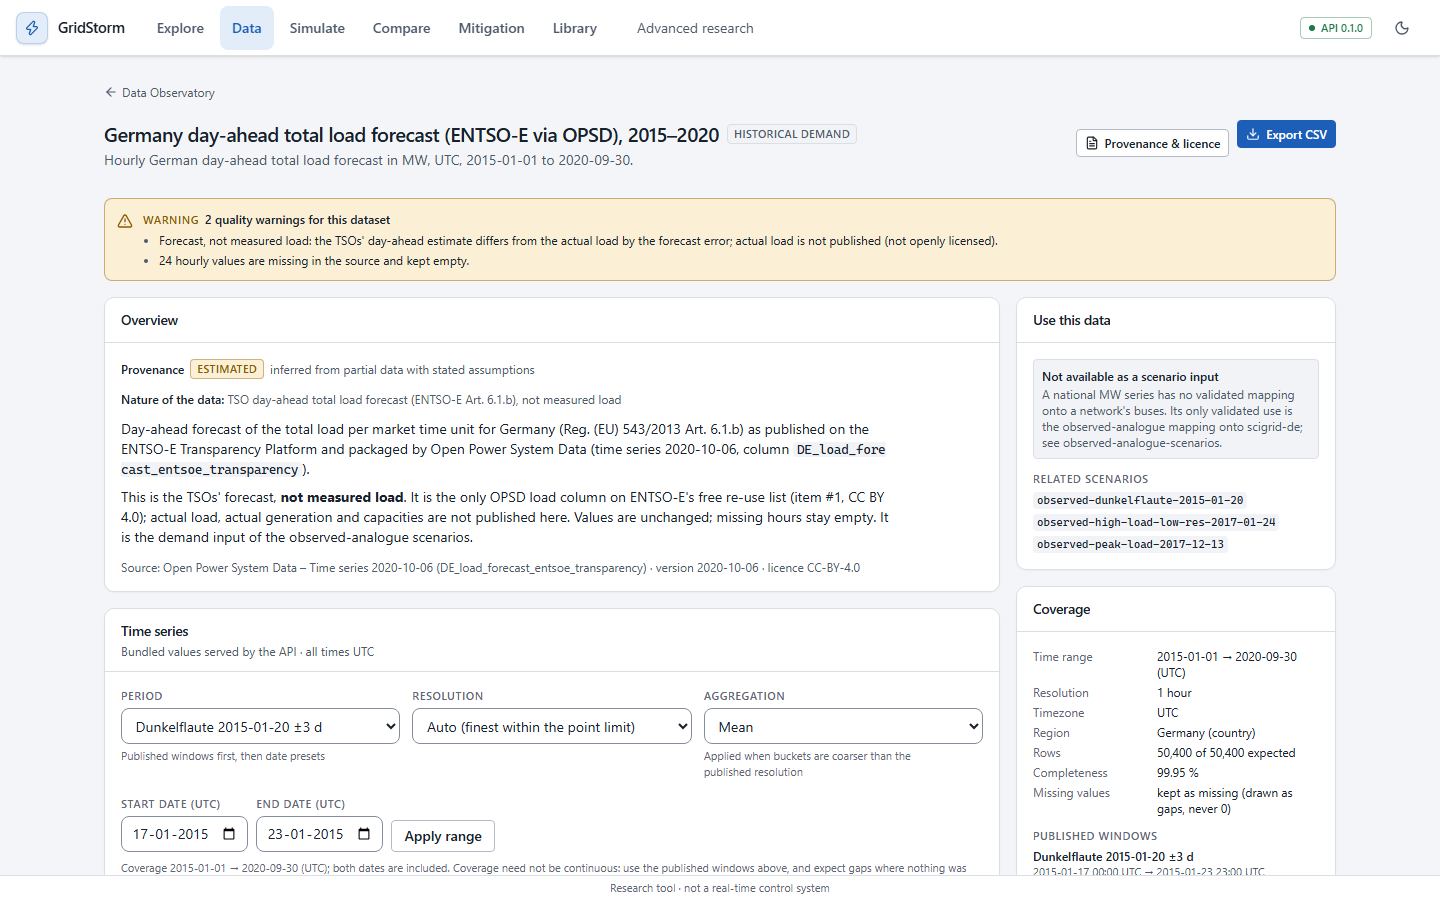 GridStorm
Explore
Data
Simulate
Compare
Mitigation
Library
Advanced research
API 0.1.0
Data Observatory
Germany day-ahead total load forecast (ENTSO-E via OPSD), 2015–2020
HISTORICAL DEMAND
Hourly German day-ahead total load forecast in MW, UTC, 2015-01-01 to 2020-09-30.
Provenance & licence
Export CSV
WARNING 2 quality warnings for this dataset
• Forecast, not measured load: the TSOs' day-ahead estimate differs from the actual load by the forecast error; actual load is not published (not openly licensed).
• 24 hourly values are missing in the source and kept empty.
Overview
Provenance ESTIMATED inferred from partial data with stated assumptions
Nature of the data: TSO day-ahead total load forecast (ENTSO-E Art. 6.1.b), not measured load
Day-ahead forecast of the total load per market time unit for Germany (Reg. (EU) 543/2013 Art. 6.1.b) as published on the
ENTSO-E Transparency Platform and packaged by Open Power System Data (time series 2020-10-06, column DE_load_fore
cast_entsoe_transparency ).
This is the TSOs' forecast, not measured load. It is the only OPSD load column on ENTSO-E's free re-use list (item #1, CC BY
4.0); actual load, actual generation and capacities are not published here. Values are unchanged; missing hours stay empty. It
is the demand input of the observed-analogue scenarios.
Source: Open Power System Data – Time series 2020-10-06 (DE_load_forecast_entsoe_transparency) · version 2020-10-06 · licence CC-BY-4.0
Time series
Bundled values served by the API · all times UTC
PERIOD
Dunkelflaute 2015-01-20 ±3 d
Published windows first, then date presets
RESOLUTION
Auto (finest within the point limit)
AGGREGATION
Mean
Applied when buckets are coarser than the
published resolution
START DATE (UTC)
17-01-2015
END DATE (UTC)
23-01-2015
Apply range
Coverage 2015-01-01 → 2020-09-30 (UTC); both dates are included. Coverage need not be continuous: use the published windows above, and expect gaps where nothing was
Use this data
Not available as a scenario input
A national MW series has no validated mapping
onto a network's buses. Its only validated use is
the observed-analogue mapping onto scigrid-de;
see observed-analogue-scenarios.
RELATED SCENARIOS
observed-dunkelflaute-2015-01-20
observed-high-load-low-res-2017-01-24
observed-peak-load-2017-12-13
Coverage
Time range 2015-01-01 → 2020-09-30
(UTC)
Resolution 1 hour
Timezone UTC
Region Germany (country)
Rows 50,400 of 50,400 expected
Completeness 99.95 %
Missing values kept as missing (drawn as
gaps, never 0)
PUBLISHED WINDOWS
Dunkelflaute 2015-01-20 ±3 d
2015-01-17 00:00 UTC → 2015-01-23 23:00 UTC
Research tool · not a real-time control system